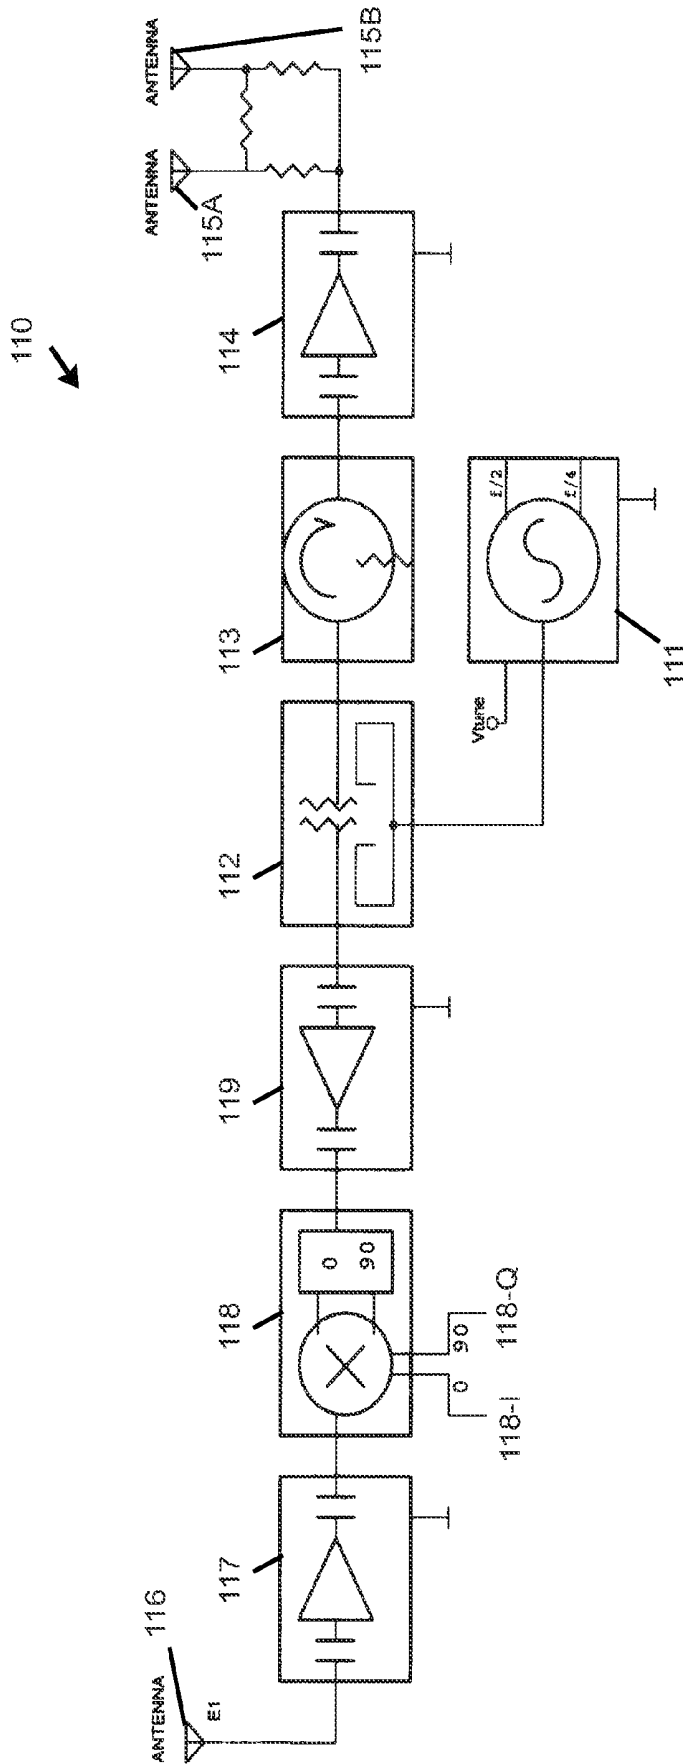 110
ANTENNA
116
E1
117
118
0
90
0
90
118-I
118-Q
119
112
113
114
ANTENNA
115A
ANTENNA
115B
Vtune
f/2
f/4
111